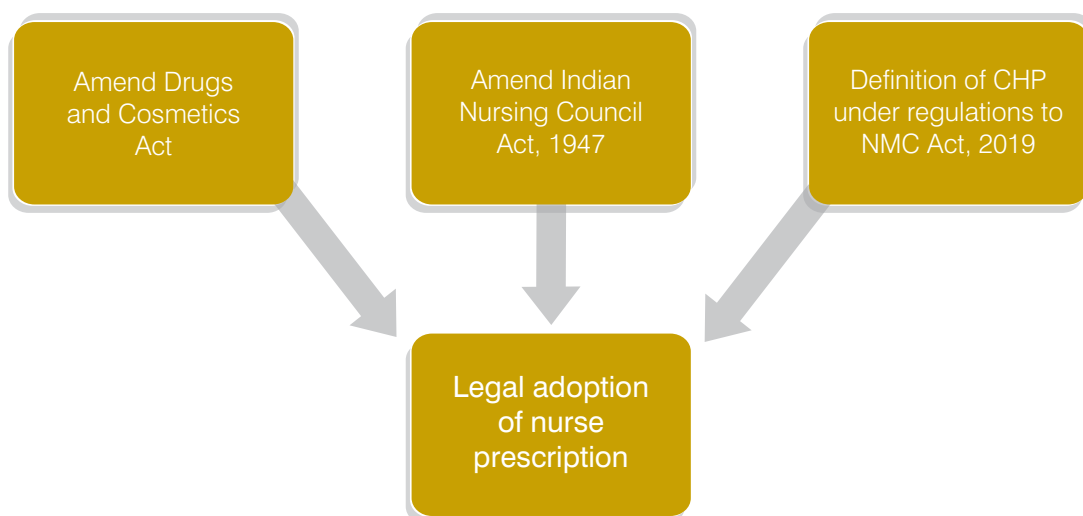 Amend Drugs
and Cosmetics
Act
Amend Indian
Nursing Council
Act, 1947
Definition of CHP
under regulations to
NMC Act, 2019
Legal adoption
of nurse
prescription